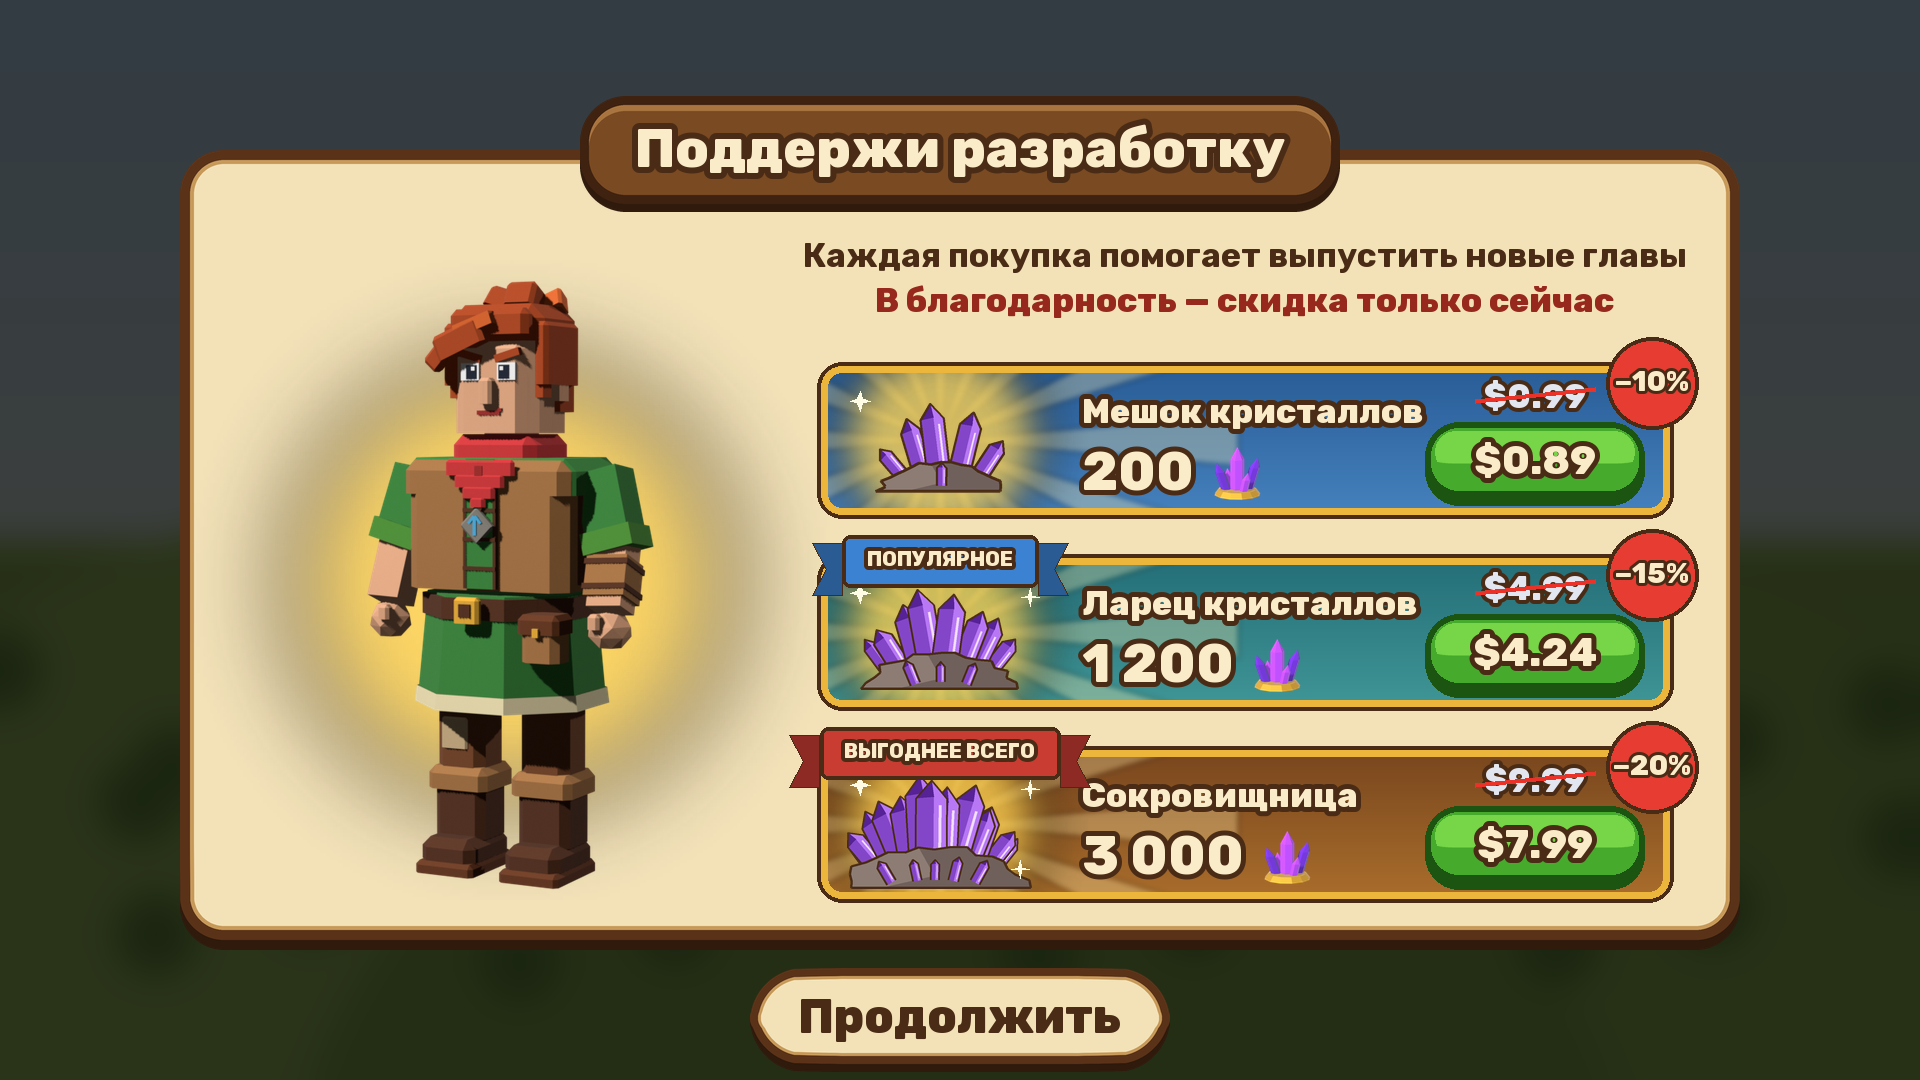 Поддержи разработку
Каждая покупка помогает выпустить новые главы
В благодарность — скидка только сейчас
Мешок кристаллов
200
$0.99
–10%
$0.89
ПОПУЛЯРНОЕ
Ларец кристаллов
1 200
$4.99
–15%
$4.24
ВЫГОДНЕЕ ВСЕГО
Сокровищница
3 000
$9.99
–20%
$7.99
Продолжить